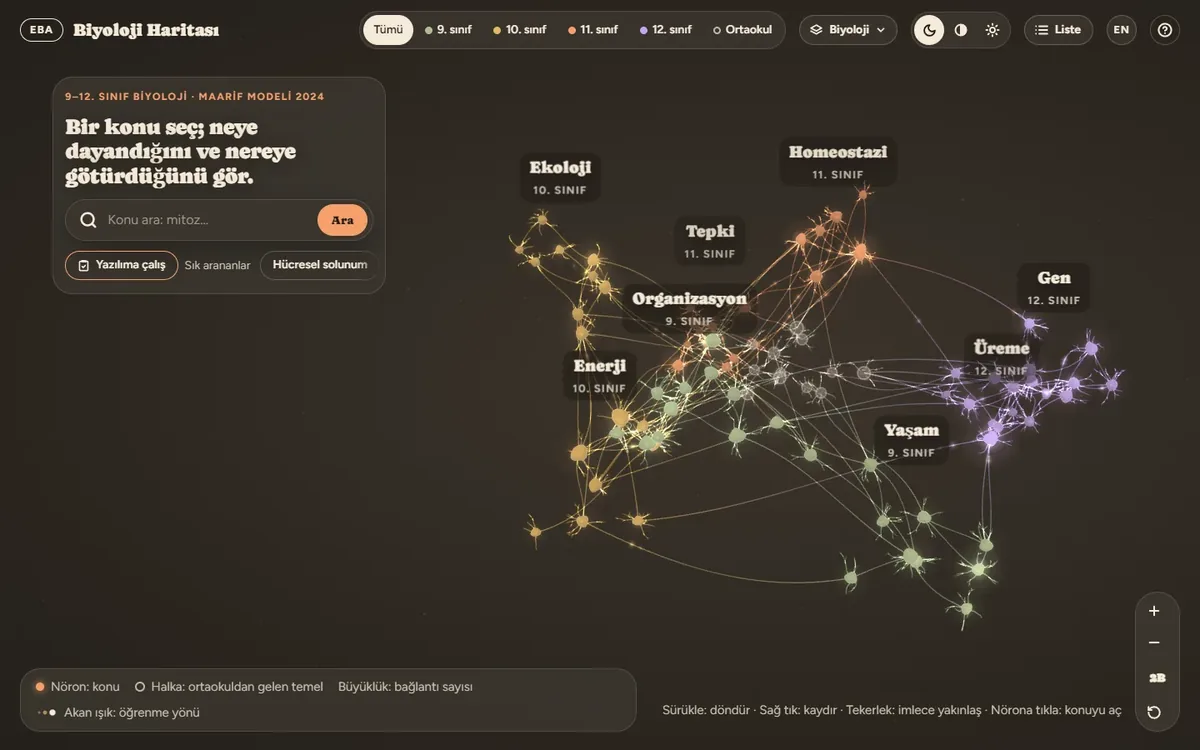 EBA
Biyoloji Haritası
Tümü
9. sınıf
10. sınıf
11. sınıf
12. sınıf
Ortaokul
Biyoloji
Liste
EN
9–12. SINIF BİYOLOJİ · MAARİF MODELİ 2024
Bir konu seç; neye
dayandığını ve nereye
götürdüğünü gör.
Konu ara: mitoz...
Ara
Yazılıma çalış
Sık arananlar
Hücresel solunum
Ekoloji
10. SINIF
Homeostazi
11. SINIF
Tepki
11. SINIF
Gen
12. SINIF
Organizasyon
9. SINIF
Üreme
12. SINIF
Enerji
10. SINIF
Yaşam
9. SINIF
Nöron: konu
Halka: ortaokuldan gelen temel
Büyüklük: bağlantı sayısı
Akan ışık: öğrenme yönü
Sürükle: döndür · Sağ tık: kaydır · Tekerlek: imlece yakınlaş · Nörona tıkla: konuyu aç
+
−
2B